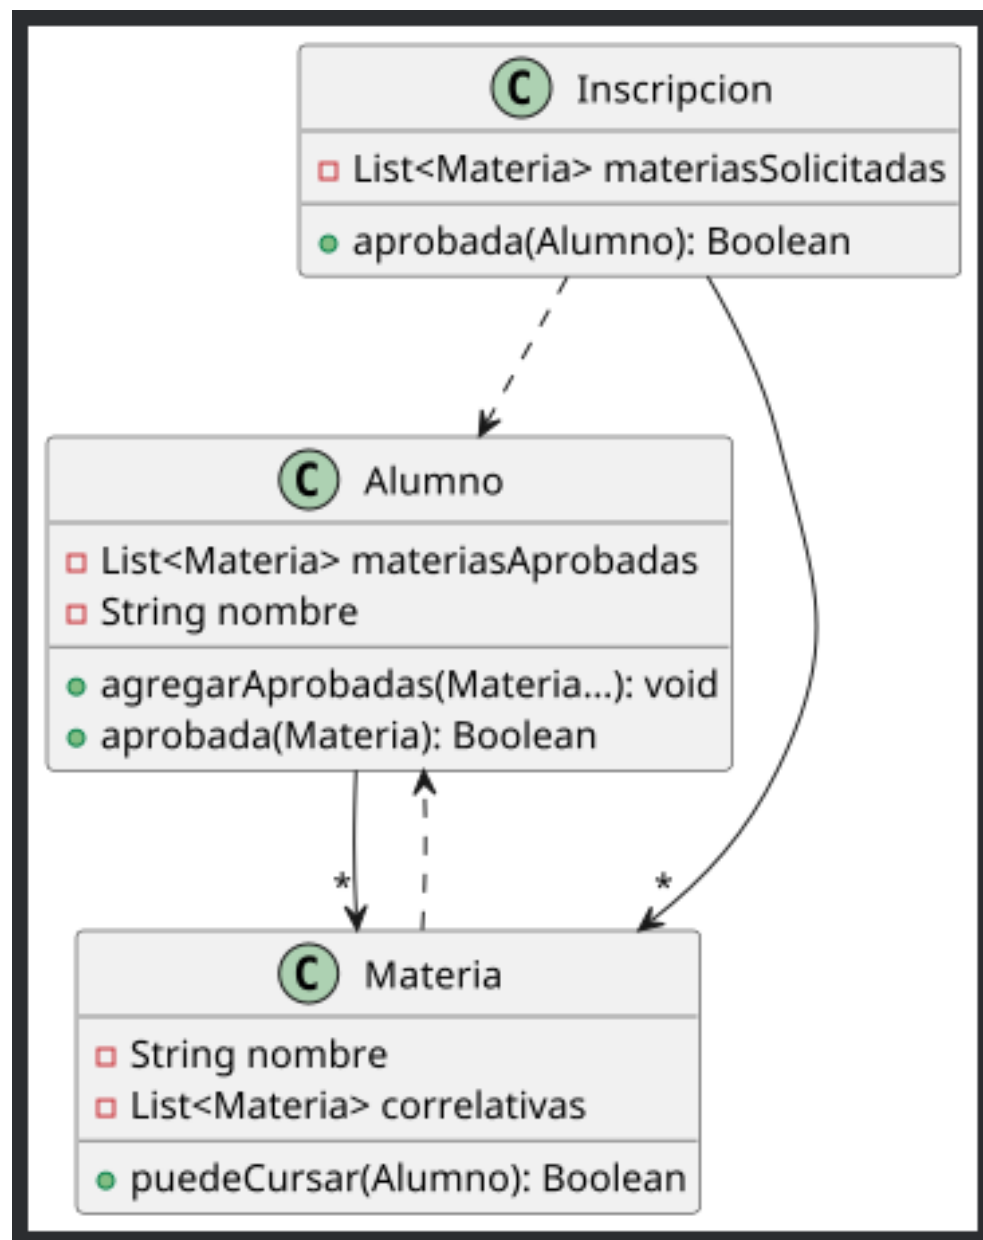 C Inscripcion
List<Materia> materiasSolicitadas
aprobada(Alumno): Boolean
C Alumno
List<Materia> materiasAprobadas
String nombre
agregarAprobadas(Materia...): void
aprobada(Materia): Boolean
*
*
C Materia
String nombre
List<Materia> correlativas
puedeCursar(Alumno): Boolean